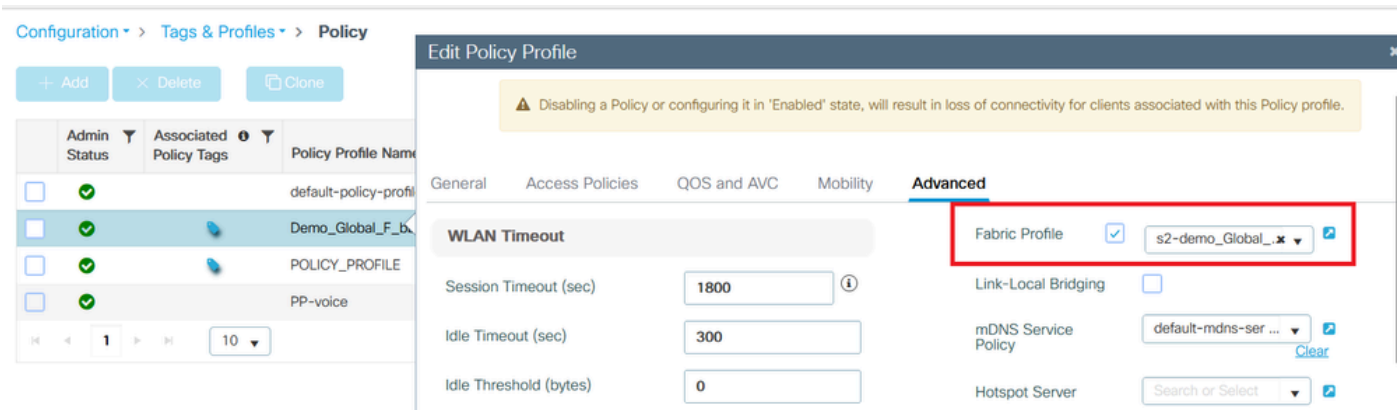 Configuration > Tags & Profiles > Policy
+ Add
× Delete
Clone
Admin Status
Associated Policy Tags
Policy Profile Name
default-policy-profil
Demo_Global_F_
POLICY_PROFILE
PP-voice
1
10
Edit Policy Profile
Disabling a Policy or configuring it in 'Enabled' state, will result in loss of connectivity for clients associated with this Policy profile.
General
Access Policies
QOS and AVC
Mobility
Advanced
WLAN Timeout
Session Timeout (sec)
1800
Idle Timeout (sec)
300
Idle Threshold (bytes)
0
Fabric Profile
s2-demo_Global_.
Link-Local Bridging
mDNS Service Policy
default-mdns-ser ...
Clear
Hotspot Server
Search or Select